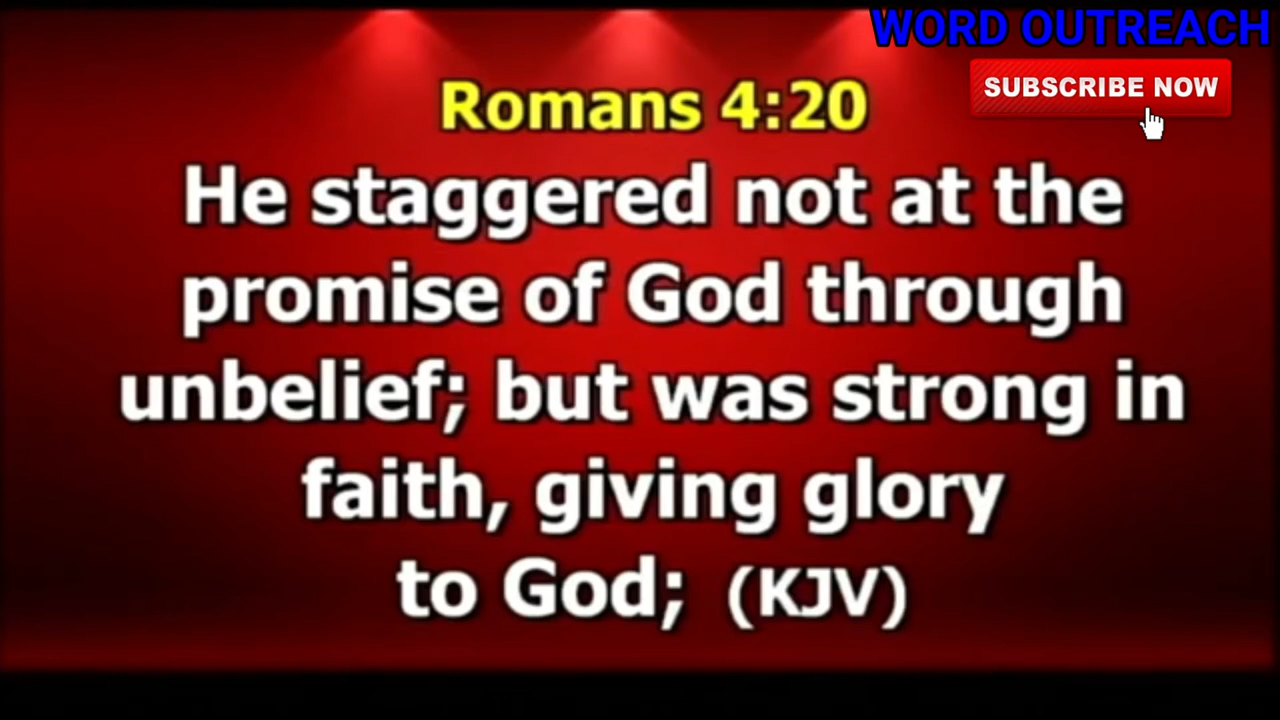 WORD OUTREACH
SUBSCRIBE NOW
Romans 4:20
He staggered not at the
promise of God through
unbelief; but was strong in
faith, giving glory
to God; (KJV)